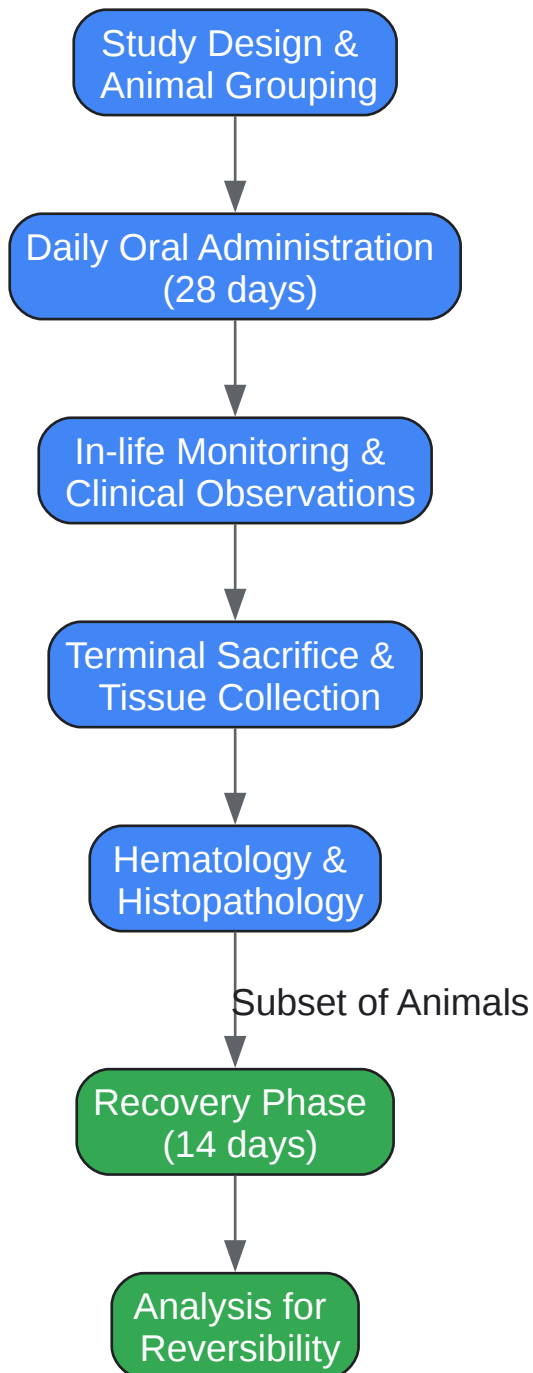 Study Design &
Animal Grouping
Daily Oral Administration
(28 days)
In-life Monitoring &
Clinical Observations
Terminal Sacrifice &
Tissue Collection
Hematology &
Histopathology
Subset of Animals
Recovery Phase
(14 days)
Analysis for
Reversibility